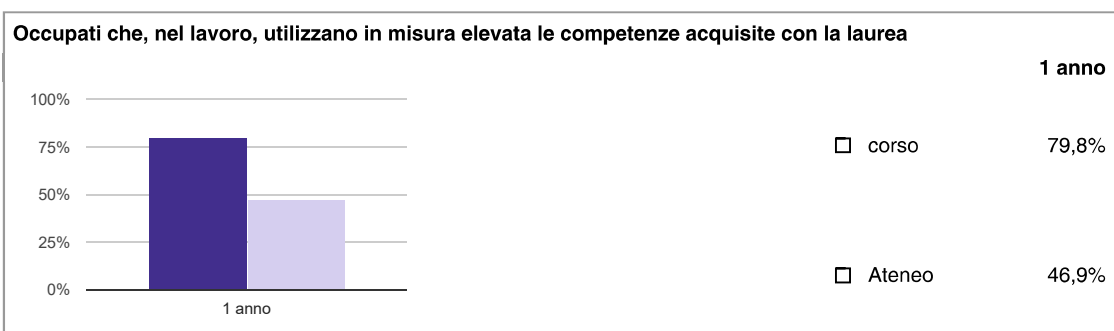 Occupati che, nel lavoro, utilizzano in misura elevata le competenze acquisite con la laurea
1 anno
100%
75%
50%
25%
0%
1 anno
corso 79,8%
Ateneo 46,9%